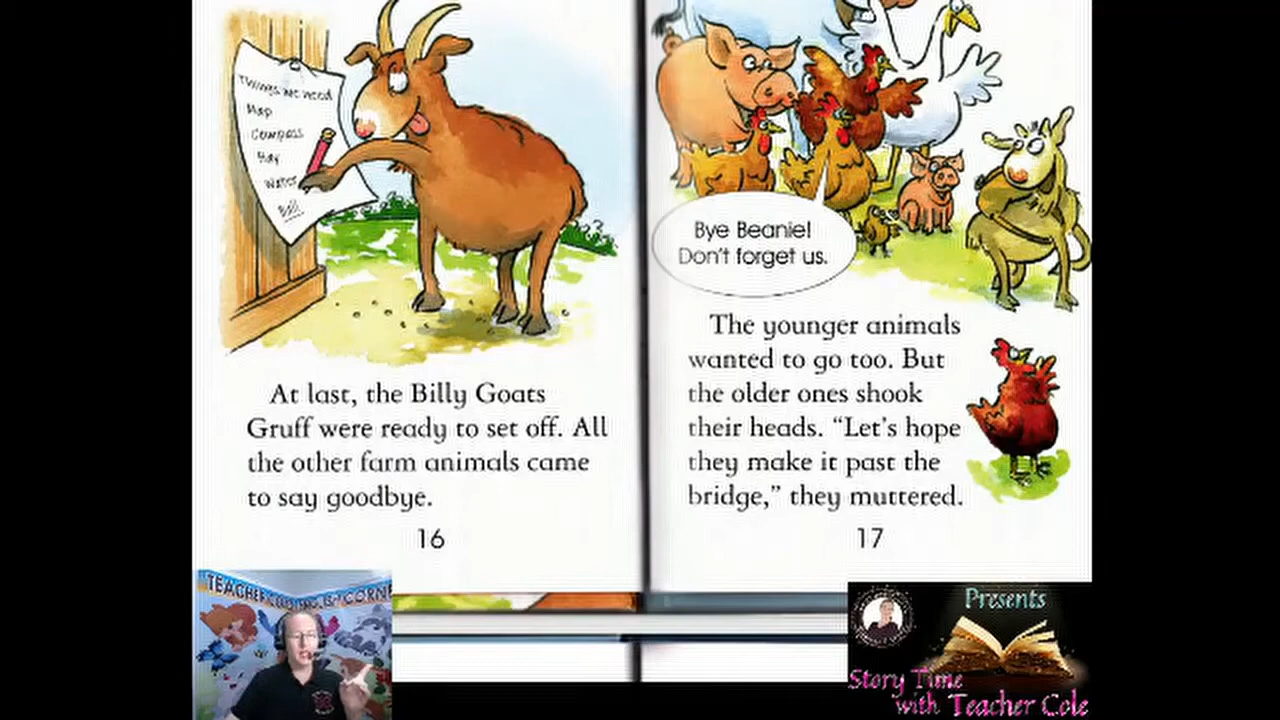 Things we need
Map
Compass
Hay
Water
Ball
At last, the Billy Goats
Gruff were ready to set off. All
the other farm animals came
to say goodbye.
16
Bye Beanie!
Don't forget us.
The younger animals
wanted to go too. But
the older ones shook
their heads. “Let's hope
they make it past the
bridge,” they muttered.
17
Presents
Story Time
with Teacher Cole